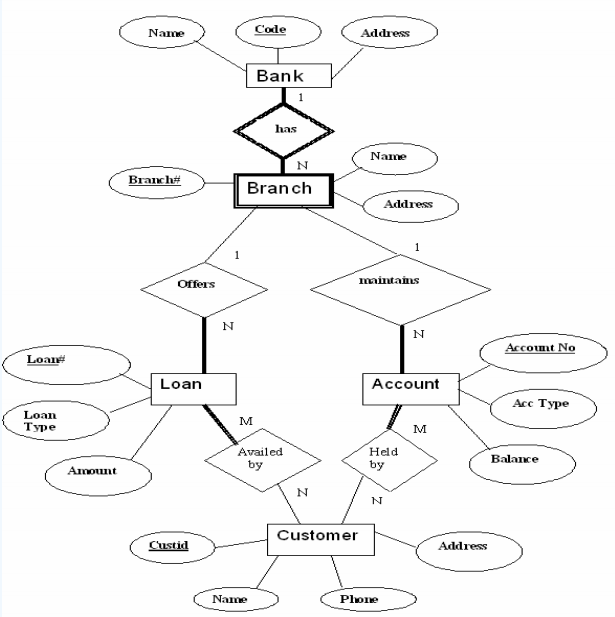 Name
Code
Address
Bank
1
has
N
Name
Branch#
Branch
Address
1
1
Offers
maintains
N
N
Loan#
Account No
Loan
Account
Loan
Type
Acc Type
M
M
Availed
by
Held
by
Amount
Balance
N
N
Customer
Custid
Address
Name
Phone